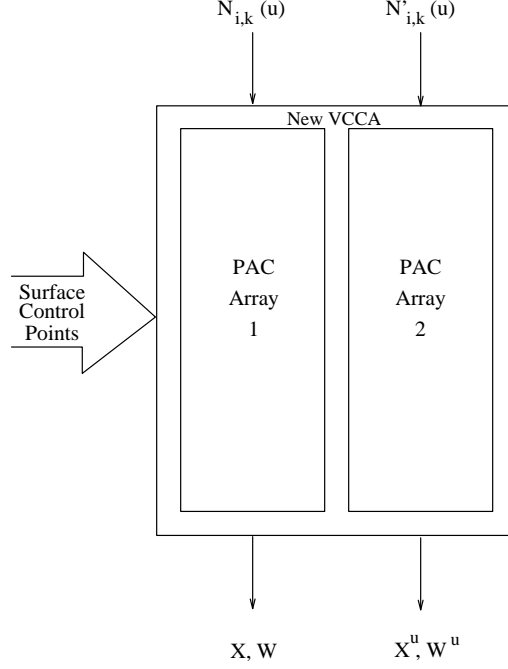 N_{i,k}(u)
N'_{i,k}(u)
New VCCA
PAC
Array
1
PAC
Array
2
Surface
Control
Points
X, W
X^u, W^u